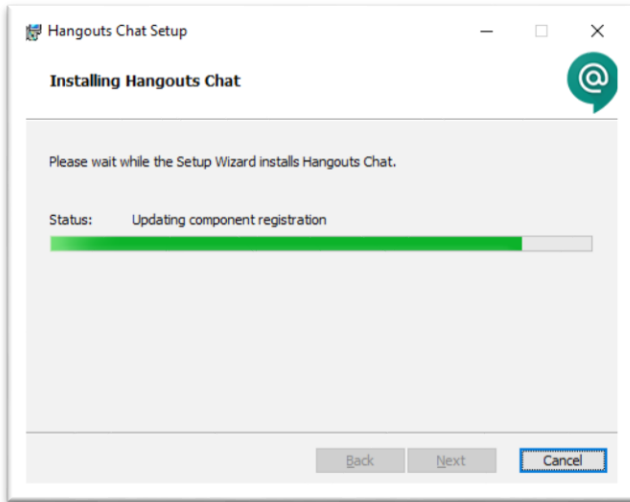 Hangouts Chat Setup
Installing Hangouts Chat
Please wait while the Setup Wizard installs Hangouts Chat.
Status: Updating component registration
Back Next Cancel